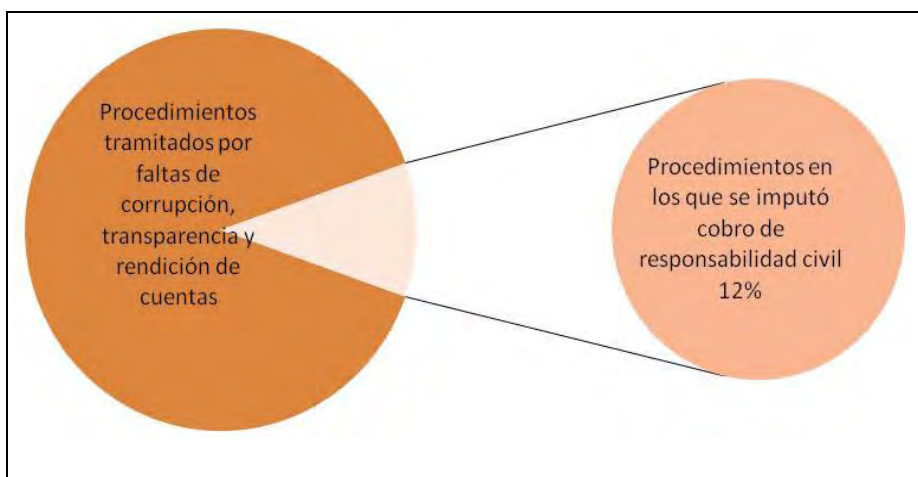 Procedimientos
tramitados por
faltas de
corrupción,
transparencia y
rendición de
cuentas
Procedimientos en
los que se imputó
cobro de
responsabilidad civil
12%